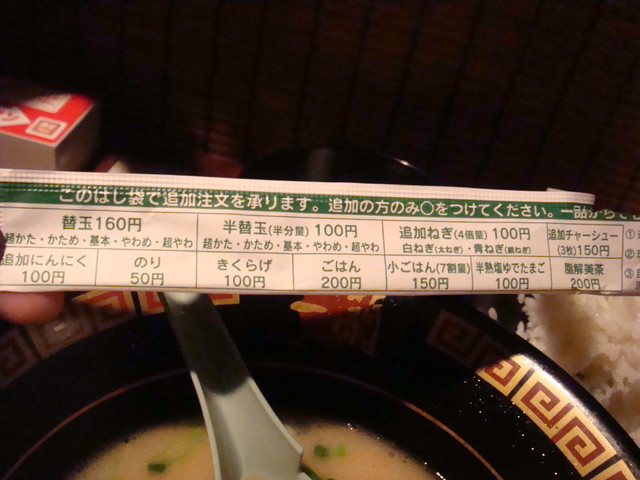 このはし袋で追加注文を承ります。追加の方のみ○をつけてください。一品から
替玉160円
超かた・かため・基本・やわめ・超やわ
半替玉(半分量)100円
超かた・かため・基本・やわめ・超やわ
追加ねぎ(4倍量)100円
白ねぎ(太ねぎ)・青ねぎ(細ねぎ)
追加チャーシュー
(3枚)150円
追加にんにく
100円
のり
50円
きくらげ
100円
ごはん
200円
小ごはん(7割量)
150円
半熟塩ゆでたまご
100円
脂解美茶
200円
①
②
③